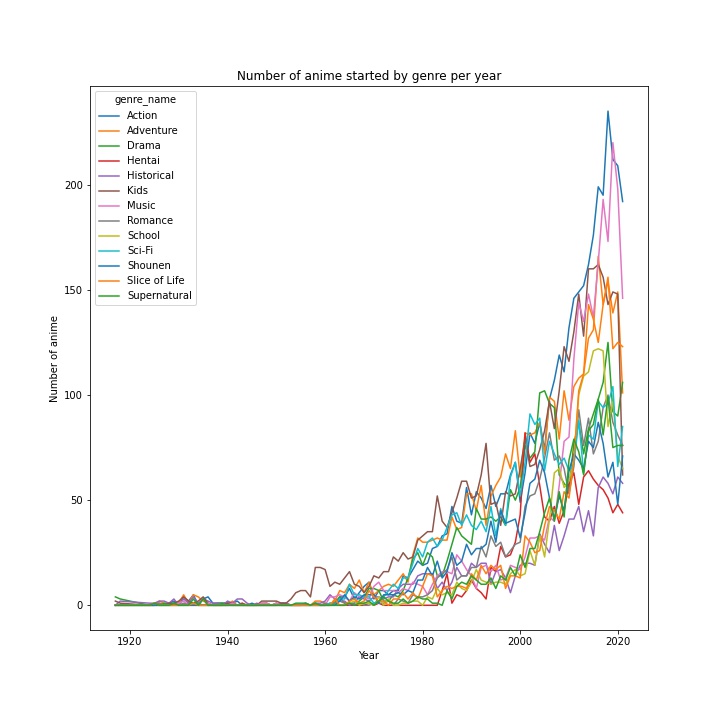 Number of anime started by genre per year
genre_name
Action
Adventure
Drama
Hentai
Historical
Kids
Music
Romance
School
Sci-Fi
Shounen
Slice of Life
Supernatural
200
150
100
50
0
Number of anime
1920 1940 1960 1980 2000 2020
Year